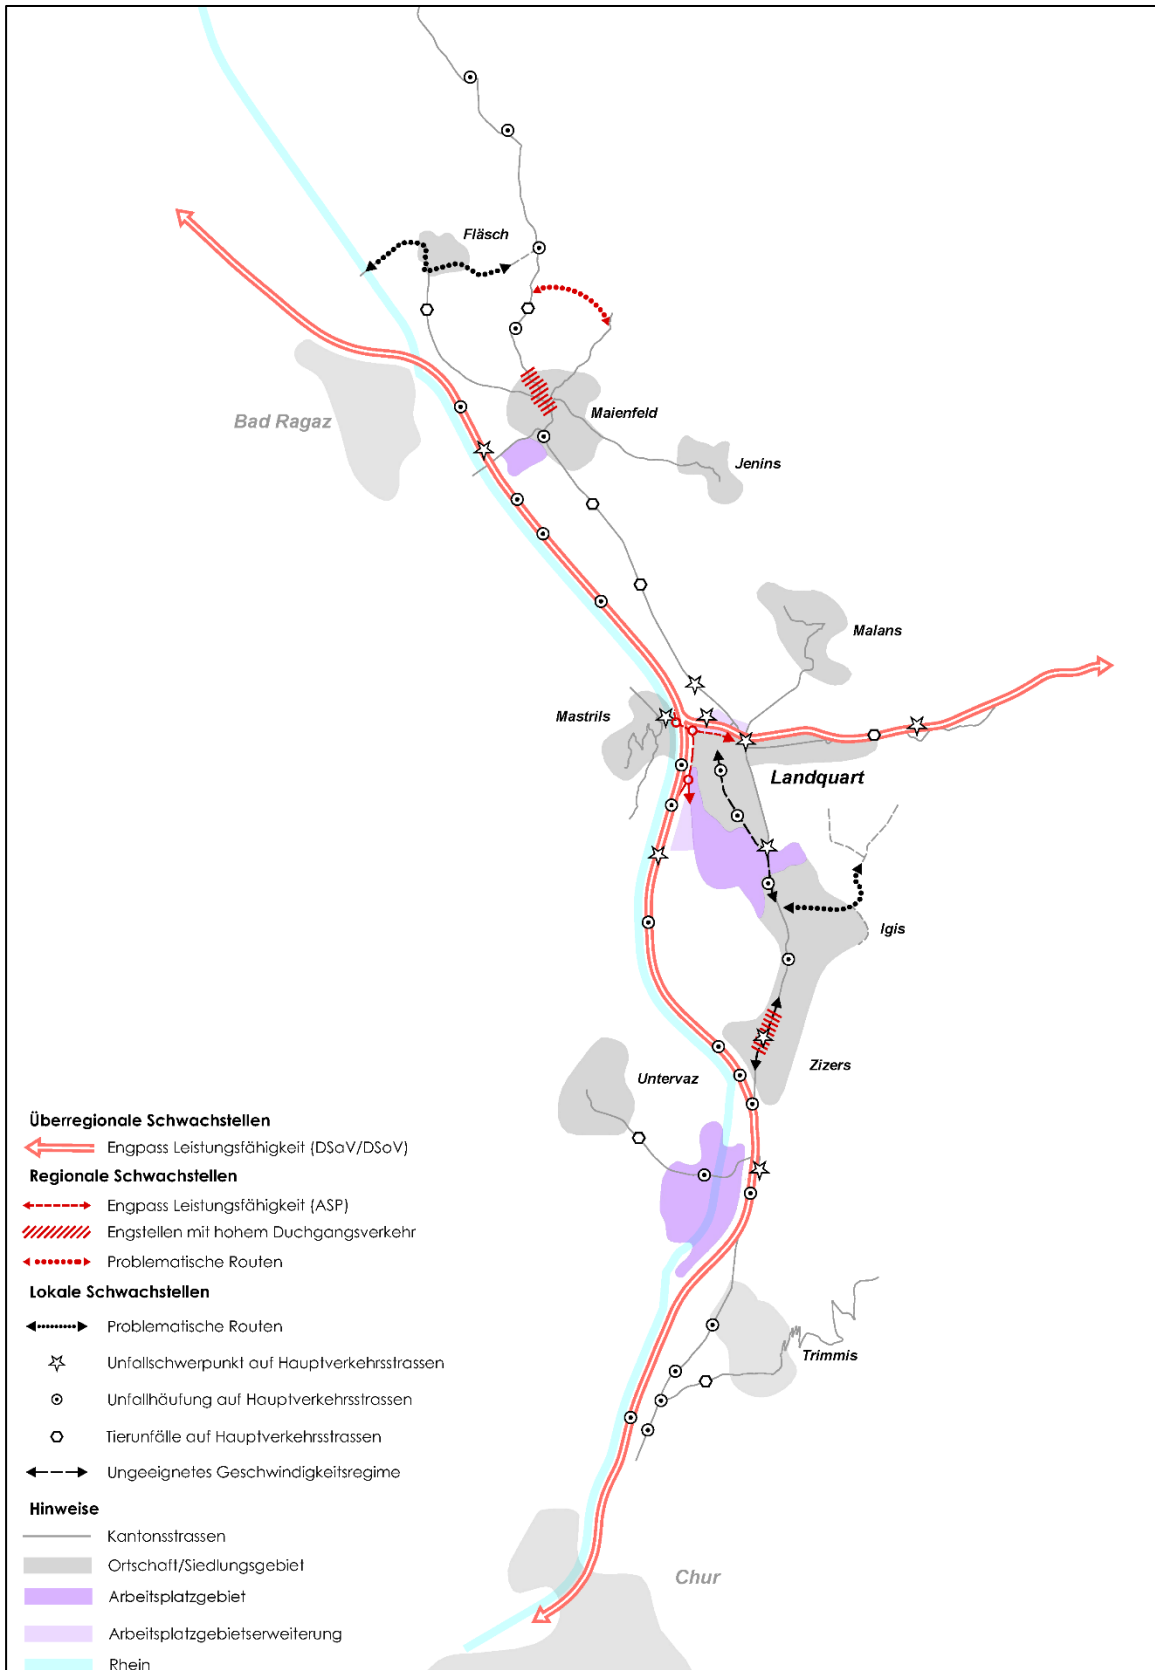 Fläsch
Bad Ragaz
Maienfeld
Jenins
Malans
Mastrils
Landquart
Igis
Zizers
Untervaz
Trimmis
Chur
Überregionale Schwachstellen
Engpass Leistungsfähigkeit (DSaV/DSoV)
Regionale Schwachstellen
Engpass Leistungsfähigkeit (ASP)
Engstellen mit hohem Duchgangsverkehr
Problematische Routen
Lokale Schwachstellen
Problematische Routen
Unfallschwerpunkt auf Hauptverkehrsstrassen
Unfallhäufung auf Hauptverkehrsstrassen
Tierunfälle auf Hauptverkehrsstrassen
Ungeeignetes Geschwindigkeitsregime
Hinweise
Kantonsstrassen
Ortschaft/Siedlungsgebiet
Arbeitsplatzgebiet
Arbeitsplatzgebietserweiterung
Rhein